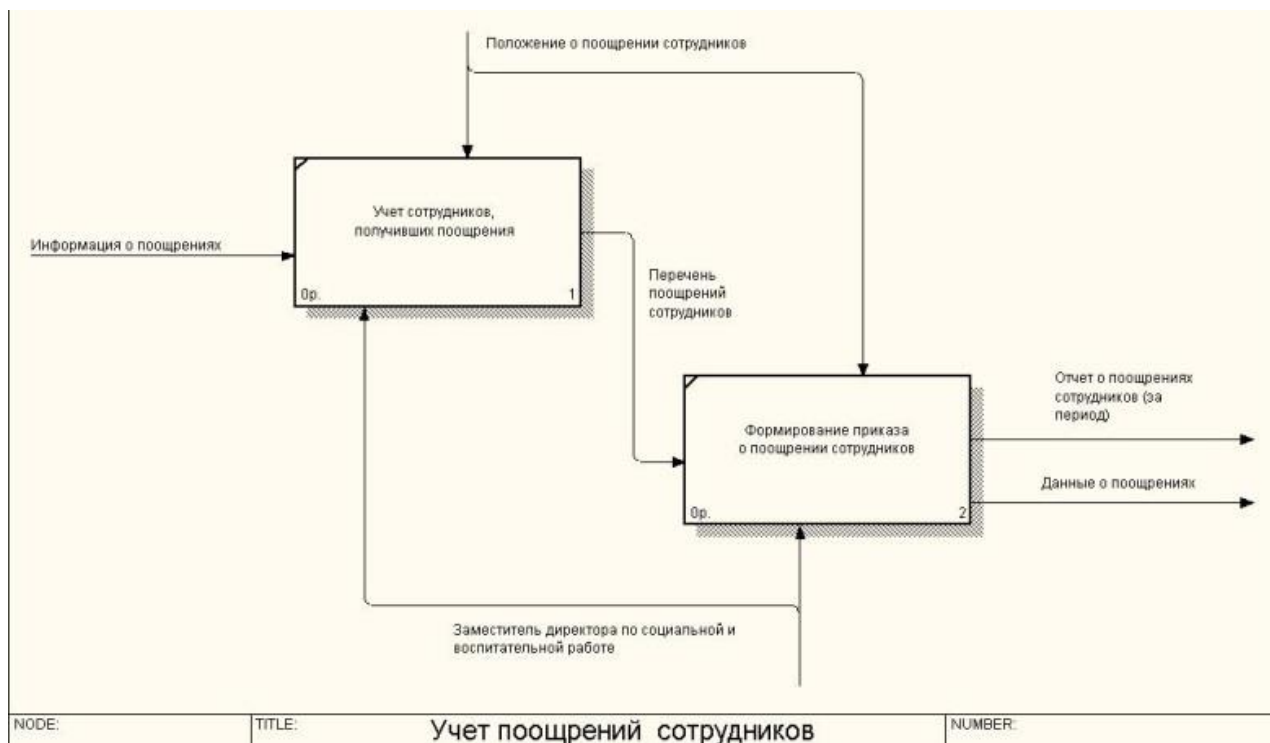 Положение о поощрении сотрудников
Учет сотрудников,
получивших поощрения
Информация о поощрениях
0р.
1
Перечень
поощрений
сотрудников
Отчет о поощрениях
сотрудников (за
период)
Формирование приказа
о поощрении сотрудников
Данные о поощрениях
0р.
2
Заместитель директора по социальной и
воспитательной работе
NODE:
TITLE:
Учет поощрений сотрудников
NUMBER: